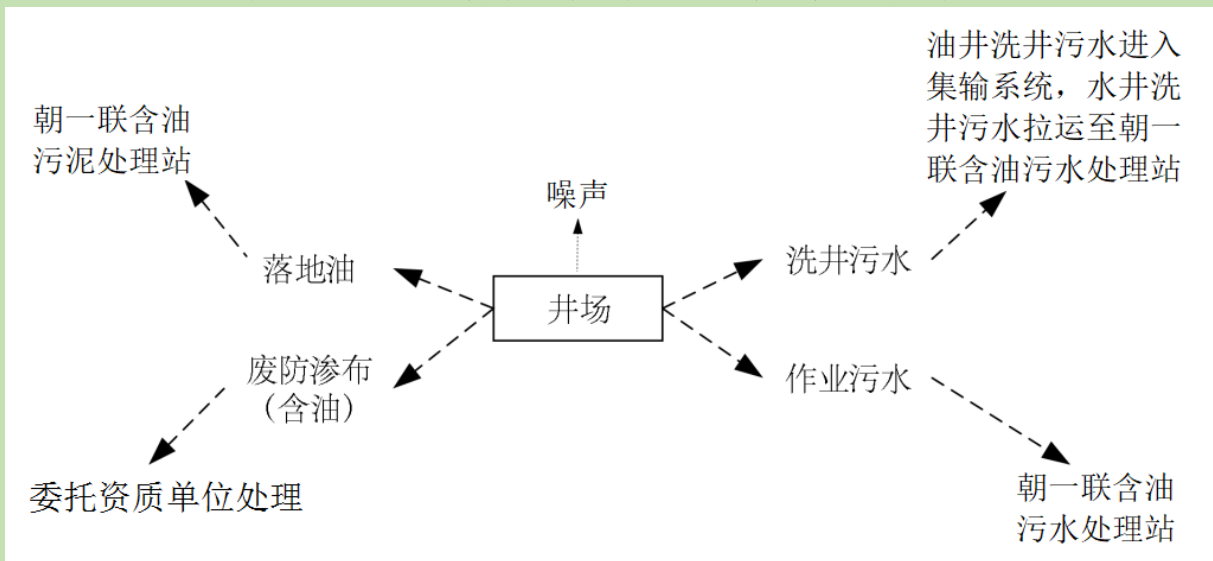 油井洗井污水进入
集输系统，水井洗
井污水拉运至朝一
联含油污水处理站
朝一联含油
污泥处理站
噪声
洗井污水
落地油
井场
废防渗布
（含油）
作业污水
委托资质单位处理
朝一联含油
污水处理站